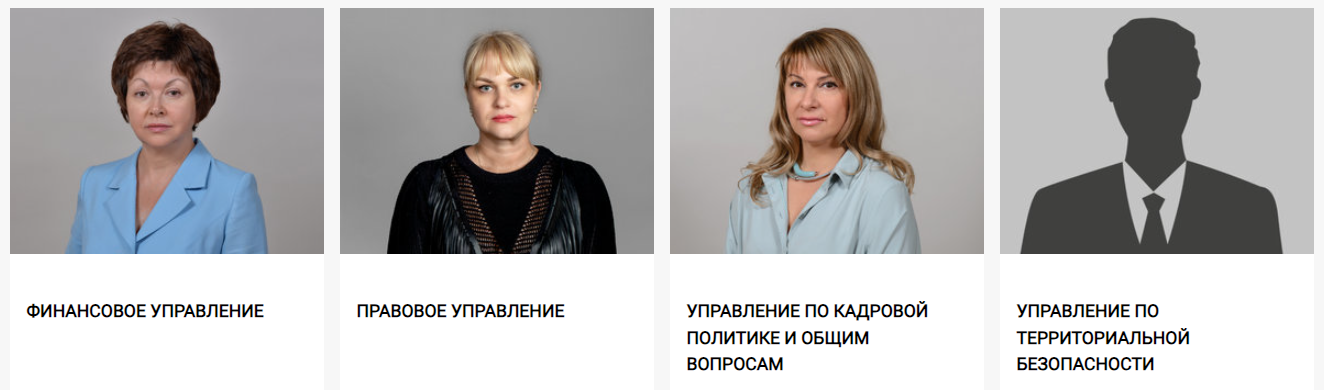 ФИНАНСОВОЕ УПРАВЛЕНИЕ
ПРАВОВОЕ УПРАВЛЕНИЕ
УПРАВЛЕНИЕ ПО КАДРОВОЙ
ПОЛИТИКЕ И ОБЩИМ
ВОПРОСАМ
УПРАВЛЕНИЕ ПО
ТЕРРИТОРИАЛЬНОЙ
БЕЗОПАСНОСТИ